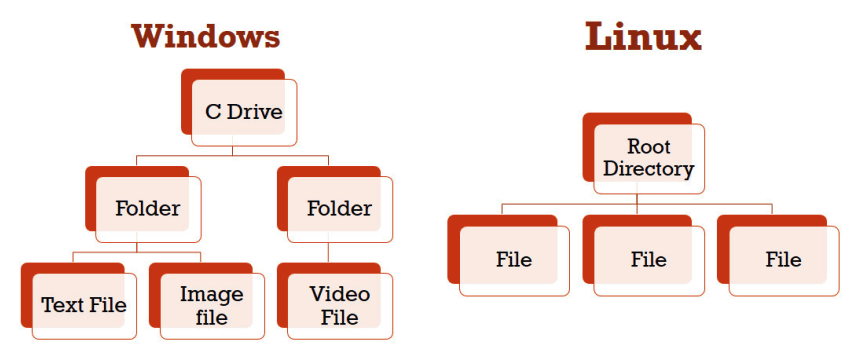 Windows
C Drive
Folder
Folder
Text File
Image
file
Video
File
Linux
Root
Directory
File
File
File